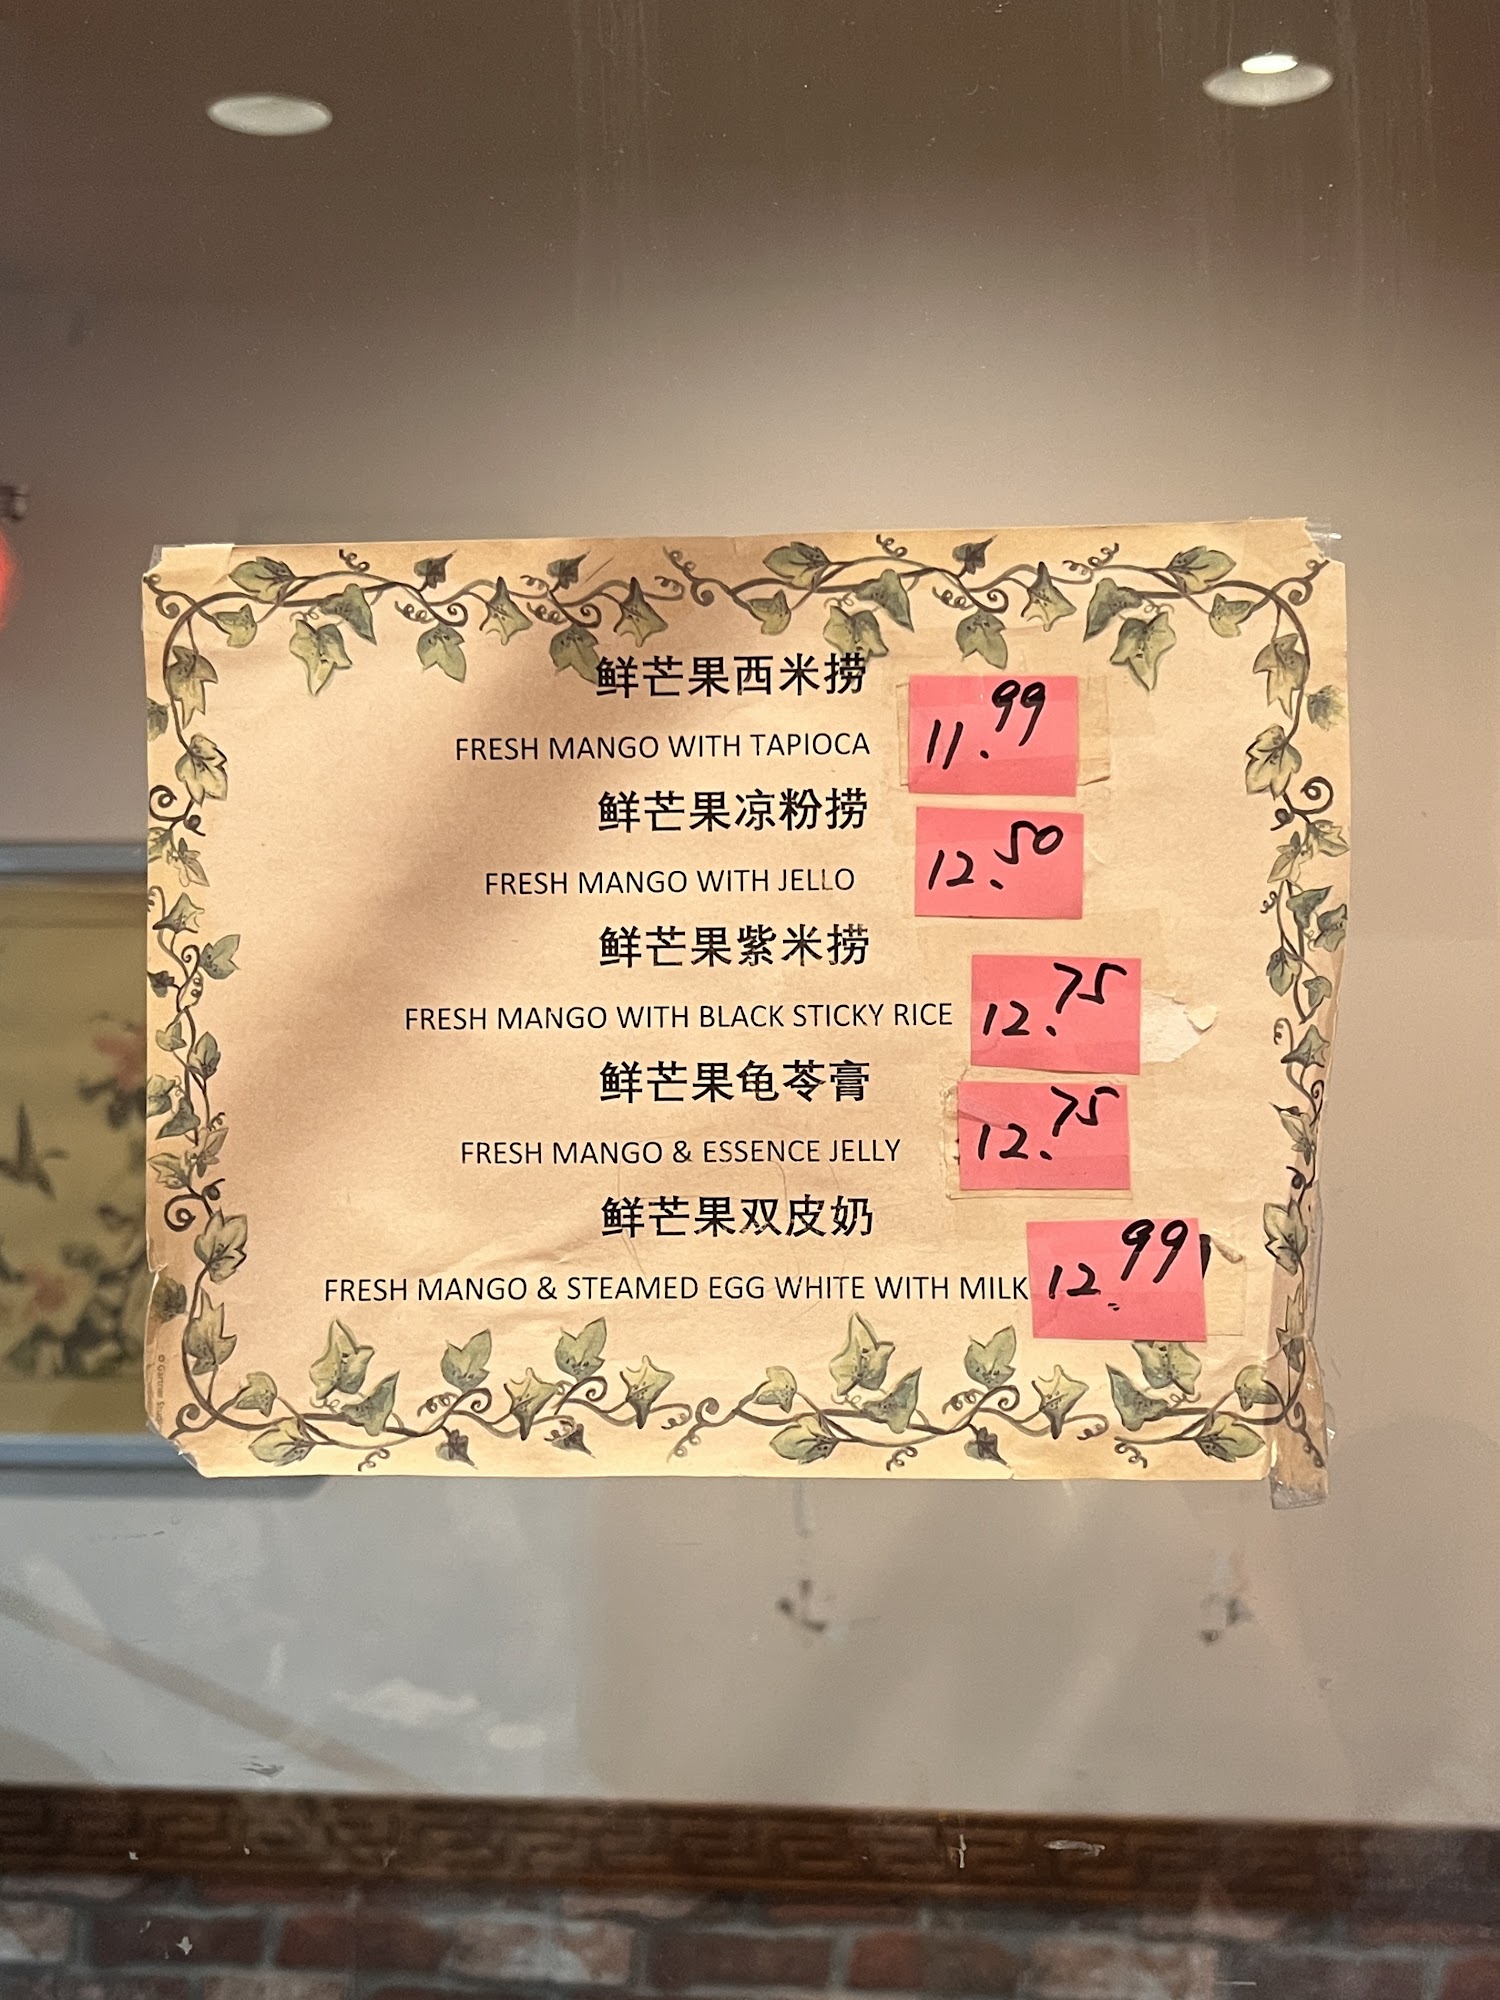 鲜芒果西米捞
FRESH MANGO WITH TAPIOCA 11.99
鲜芒果凉粉捞
FRESH MANGO WITH JELLO 12.50
鲜芒果紫米捞
FRESH MANGO WITH BLACK STICKY RICE 12.75
鲜芒果龟苓膏
FRESH MANGO & ESSENCE JELLY 12.75
鲜芒果双皮奶
FRESH MANGO & STEAMED EGG WHITE WITH MILK 12.99